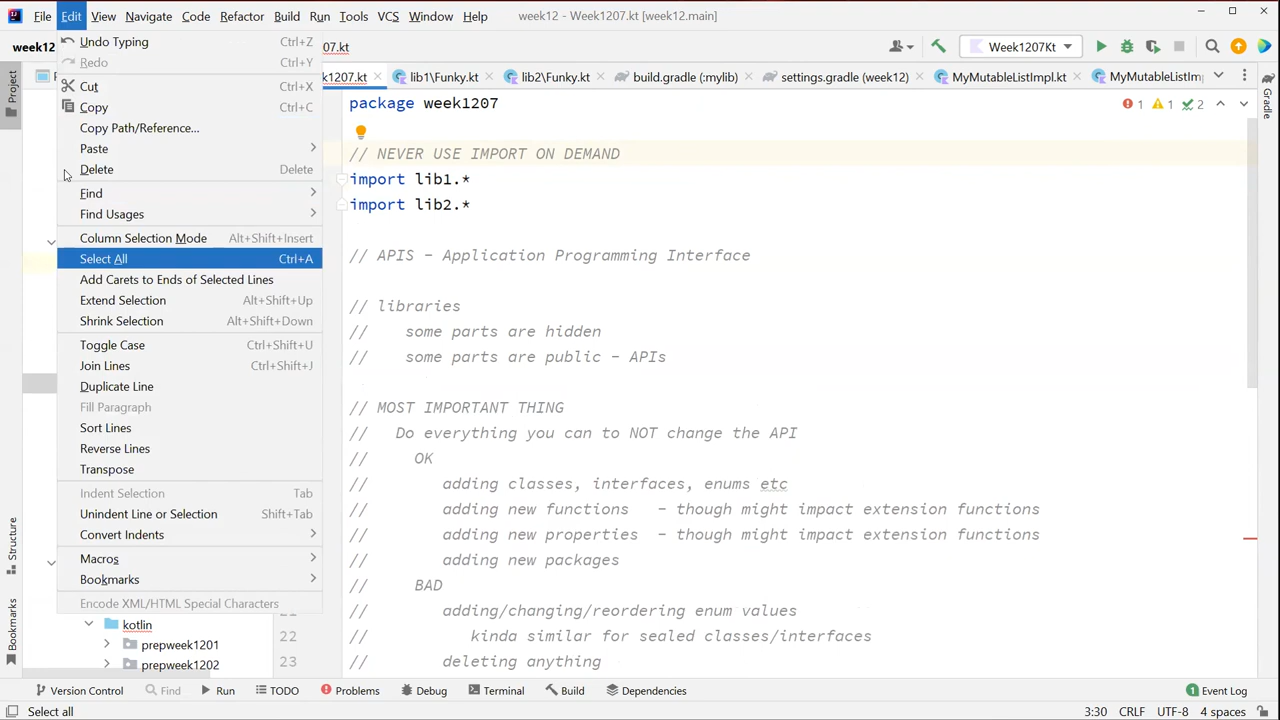 File Edit View Navigate Code Refactor Build Run Tools VCS Window Help week12 - Week1207.kt [week12.main]
week12 07.kt Week1207Kt
Project
k1207.kt lib1\Funky.kt lib2\Funky.kt build.gradle (:mylib) settings.gradle (week12) MyMutableListImpl.kt MyMutableListIm
Gradle
Undo Typing Ctrl+Z
Redo Ctrl+Y
Cut Ctrl+X
Copy Ctrl+C
Copy Path/Reference...
Paste
Delete Delete
Find
Find Usages
Column Selection Mode Alt+Shift+Insert
Select All Ctrl+A
Add Carets to Ends of Selected Lines
Extend Selection Alt+Shift+Up
Shrink Selection Alt+Shift+Down
Toggle Case Ctrl+Shift+U
Join Lines Ctrl+Shift+J
Duplicate Line
Fill Paragraph
Sort Lines
Reverse Lines
Transpose
Indent Selection Tab
Unindent Line or Selection Shift+Tab
Convert Indents
Macros
Bookmarks
Encode XML/HTML Special Characters
kotlin
prepweek1201
prepweek1202
Structure
Bookmarks
package week1207
1 1 2
// NEVER USE IMPORT ON DEMAND
import lib1.*
import lib2.*
// APIS - Application Programming Interface
// libraries
// some parts are hidden
// some parts are public - APIs
// MOST IMPORTANT THING
// Do everything you can to NOT change the API
// OK
// adding classes, interfaces, enums etc
// adding new functions - though might impact extension functions
// adding new properties - though might impact extension functions
// adding new packages
// BAD
// adding/changing/reordering enum values
22 // kinda similar for sealed classes/interfaces
23 // deleting anything
Version Control Find Run TODO Problems Debug Terminal Build Dependencies 1 Event Log
Select all 3:30 CRLF UTF-8 4 spaces